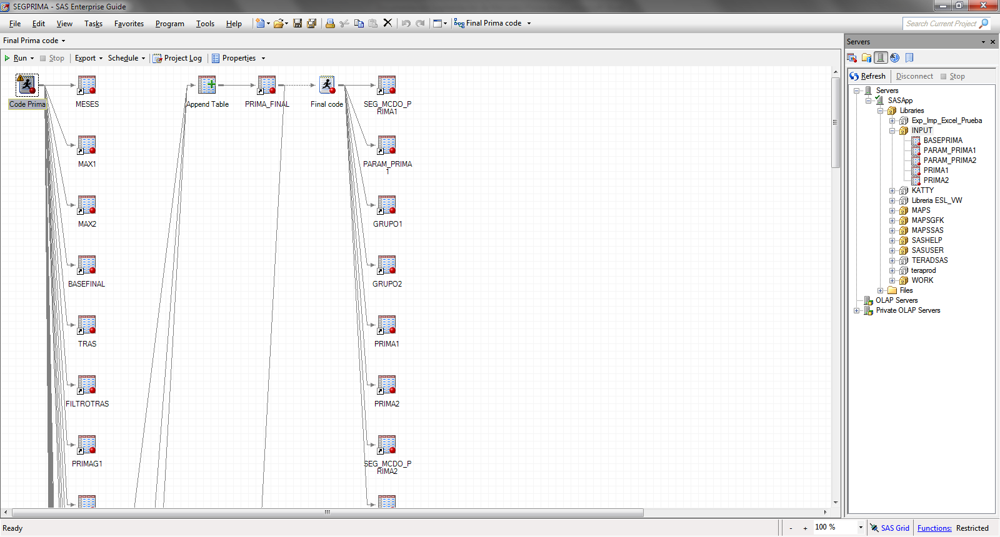 SEGPRIMA - SAS Enterprise Guide
File Edit View Tasks Favorites Program Tools Help
Final Prima code
Search Current Project
Final Prima code
Run Stop Export Schedule Project Log Properties
Code Prima
MESES
Append Table
PRIMA_FINAL
Final code
SEG_MCDO_P
RIMA1
MAX1
PARAM_PRIMA
1
MAX2
GRUPO1
BASEFINAL
GRUPO2
TRAS
PRIMA1
FILTROTRAS
PRIMA2
PRIMAG1
SEG_MCDO_P
RIMA2
Servers
Refresh Disconnect Stop
Servers
SASApp
Libraries
Exp_Imp_Excel_Prueba
INPUT
BASEPRIMA
PARAM_PRIMA1
PARAM_PRIMA2
PRIMA1
PRIMA2
KATTY
Libreria ESL_VW
MAPS
MAPSGFK
MAPSSAS
SASHELP
SASUSER
TERADSAS
teraprod
WORK
Files
OLAP Servers
Private OLAP Servers
Ready
- + 100 % SAS Grid Functions: Restricted